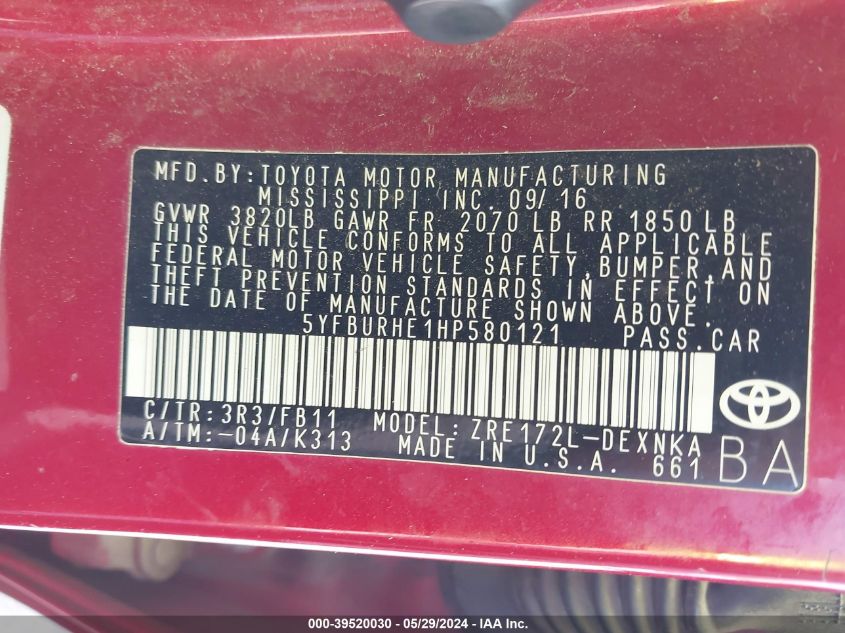 MFD.BY:TOYOTA MOTOR MANUFACTURING
MISSISSIPPI INC. 09/16
GVWR 3820LB GAWR FR 2070 LB RR 1850 LB
THIS VEHICLE CONFORMS TO ALL APPLICABLE
FEDERAL MOTOR VEHICLE SAFETY,BUMPER,AND
THEFT PREVENTION STANDARDS IN EFFECT ON
THE DATE OF MANUFACTURE SHOWN ABOVE.
5YFBURHE1HP580121 PASS.CAR
C/TR:3R3/FB11 MODEL:ZRE172L-DEXNKA
A/TM:-04A/K313 MADE IN U.S.A. 661
BA
000-39520030 - 05/29/2024 - IAA Inc.